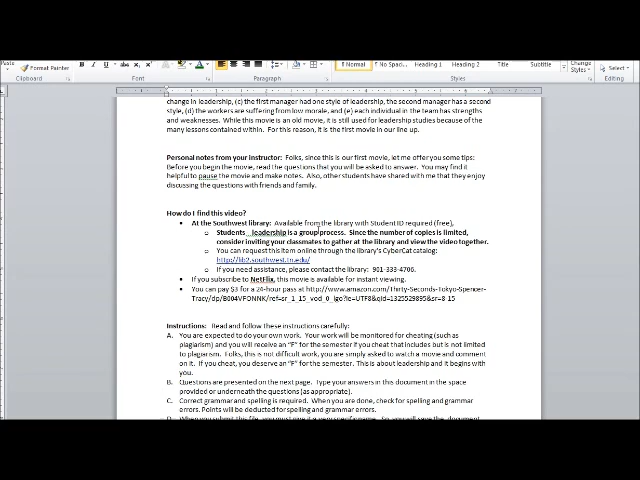 Paste
Format Painter
Normal
No Spaci...
Heading 1
Heading 2
Title
Subtitle
Change
Styles
Select
Clipboard
Font
Paragraph
Styles
Editing
change in leadership, (c) the first manager had one style of leadership, the second manager has a second
style, (d) the workers are suffering from low morale, and (e) each individual in the team has strengths
and weaknesses.  While this movie is an old movie, it is still used for leadership studies because of the
many lessons contained within.  For this reason, it is the first movie in our line up.
Personal notes from your instructor:  Folks, since this is our first movie, let me offer you some tips:
Before you begin the movie, read the questions that you will be asked to answer.  You may find it
helpful to pause the movie and make notes.  Also, other students have shared with me that they enjoy
discussing the questions with friends and family.
How do I find this video?
• At the Southwest library:  Available from the library with Student ID required (free),
o Students  leadership is a group process.  Since the number of copies is limited,
consider inviting your classmates to gather at the library and view the video together.
o You can request this item online through the library's CyberCat catalog:
http://lib2.southwest.tn.edu/
o If you need assistance, please contact the library:  901-333-4706.
• If you subscribe to NetFlix, this movie is available for instant viewing.
• You can pay $3 for a 24-hour pass at http://www.amazon.com/Thirty-Seconds-Tokyo-Spencer-
Tracy/dp/B004VFONNK/ref=sr_1_15_vod_0_lgo?ie=UTF8&qid=1325529895&sr=8-15
Instructions:   Read and follow these instructions carefully:
A. You are expected to do your own work.  Your work will be monitored for cheating (such as
plagiarism) and you will receive an "F" for the semester if you cheat that includes but is not limited
to plagiarism.  Folks, this is not difficult work, you are simply asked to watch a movie and comment
on it.  If you cheat, you deserve an "F" semester.  This is about leadership and it begins with
you.
B. Questions are presented on the next page.  Type your answers in this document in the space
provided or underneath the questions (as appropriate).
C. Correct grammar and spelling is required.  When you are done, check for spelling and grammar
errors. Points will be deducted for spelling and grammar errors.
D. When you submit this file, you must give it a very specific name.  So, you will save the  document